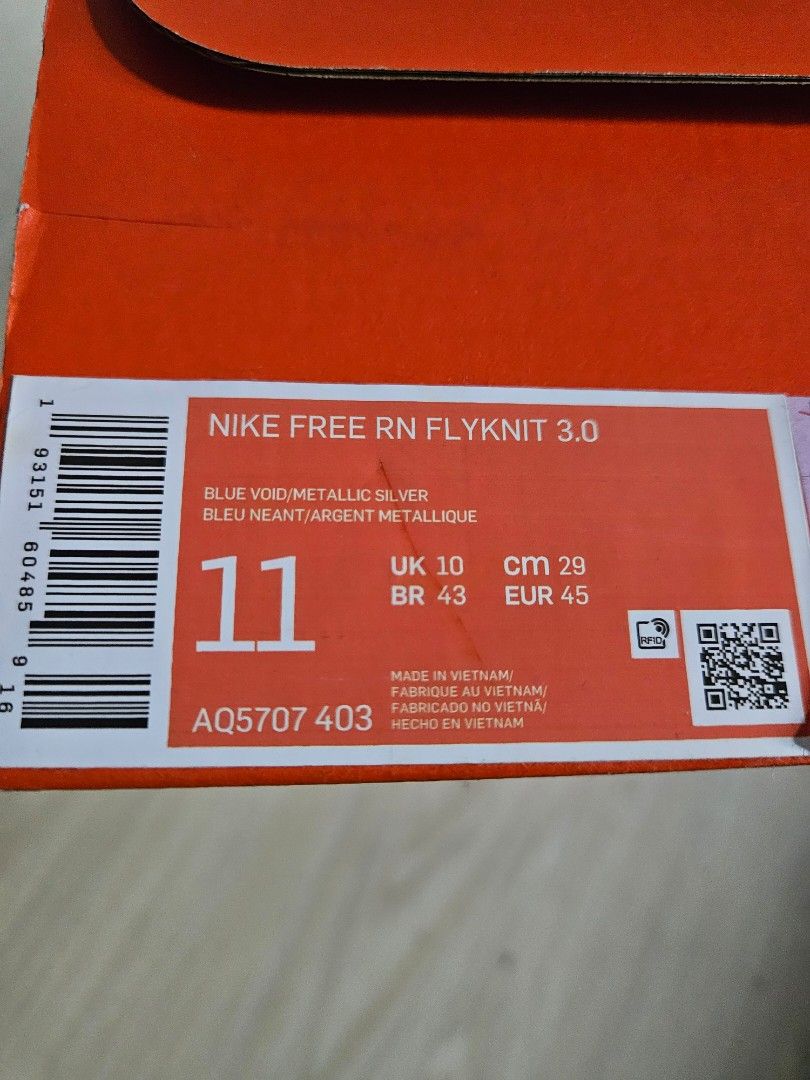 NIKE FREE RN FLYKNIT 3.0
BLUE VOID/METALLIC SILVER
BLEU NEANT/ARGENT METALLIQUE
11
UK 10 cm 29
BR 43 EUR 45
RFID
MADE IN VIETNAM/
FABRIQUE AU VIETNAM/
FABRICADO NO VIETNÃ/
HECHO EN VIETNAM
AQ5707 403
1 93151 60485 9 16